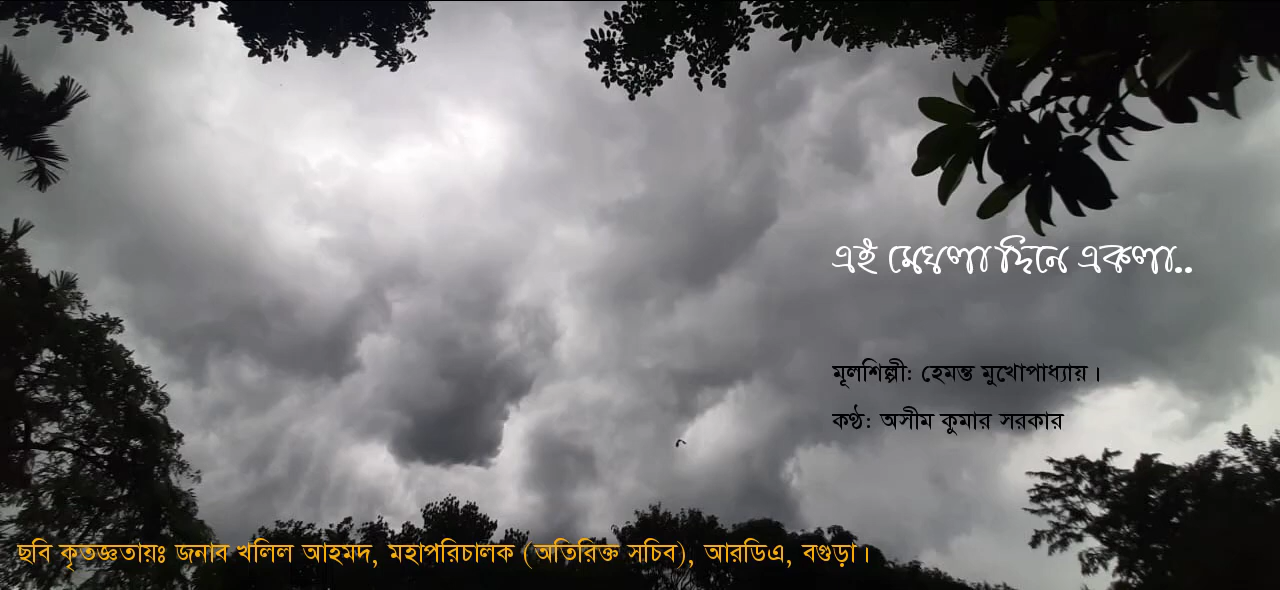 এই মেঘলা দিনে একলা..
মূলশিল্পী: হেমন্ত মুখোপাধ্যায়।
কণ্ঠ: অসীম কুমার সরকার
ছবি কৃতজ্ঞতায়ঃ জনাব খলিল আহমদ, মহাপরিচালক (অতিরিক্ত সচিব), আরডিএ, বগুড়া।